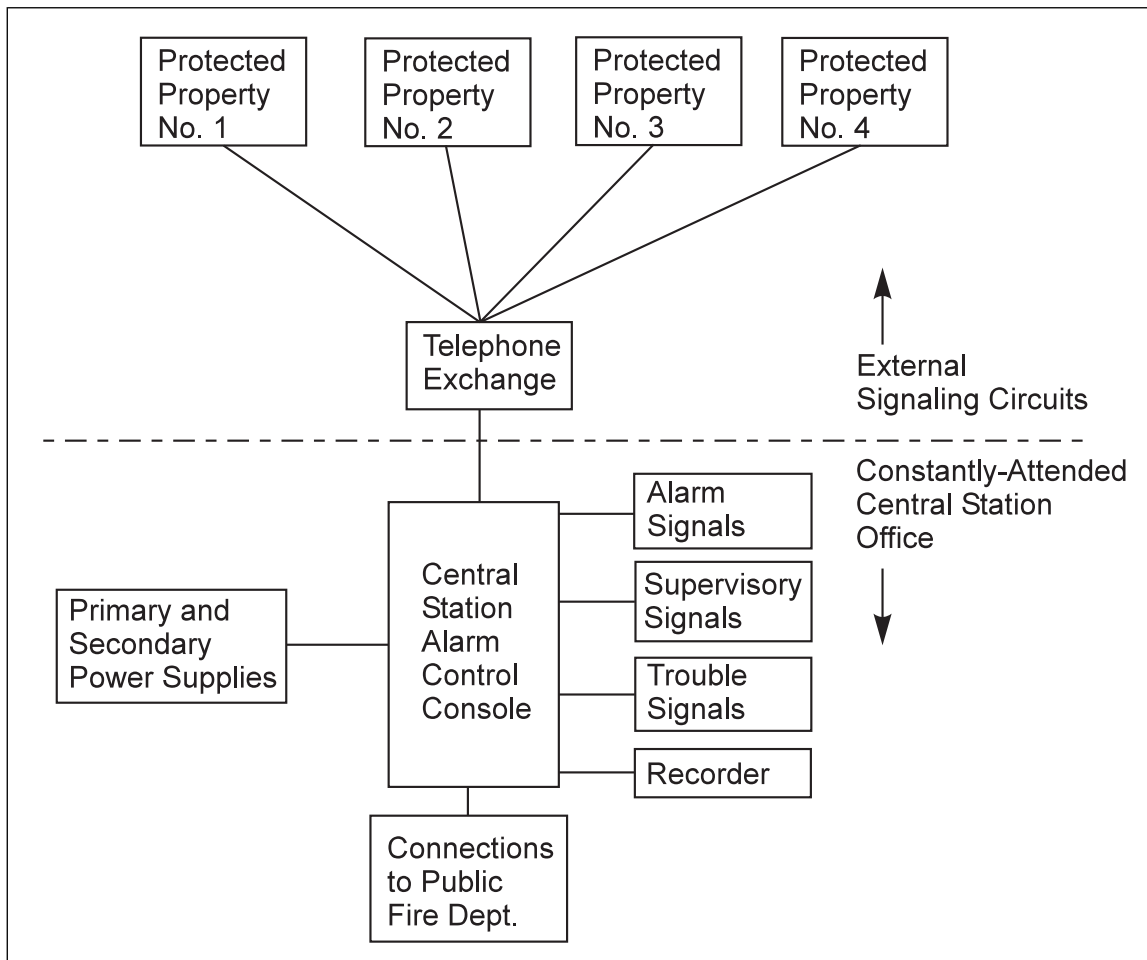 Protected
Property
No. 1
Protected
Property
No. 2
Protected
Property
No. 3
Protected
Property
No. 4
Telephone
Exchange
External
Signaling Circuits
Constantly-Attended
Central Station
Office
Alarm
Signals
Central
Station
Alarm
Control
Console
Supervisory
Signals
Primary and
Secondary
Power Supplies
Trouble
Signals
Recorder
Connections
to Public
Fire Dept.